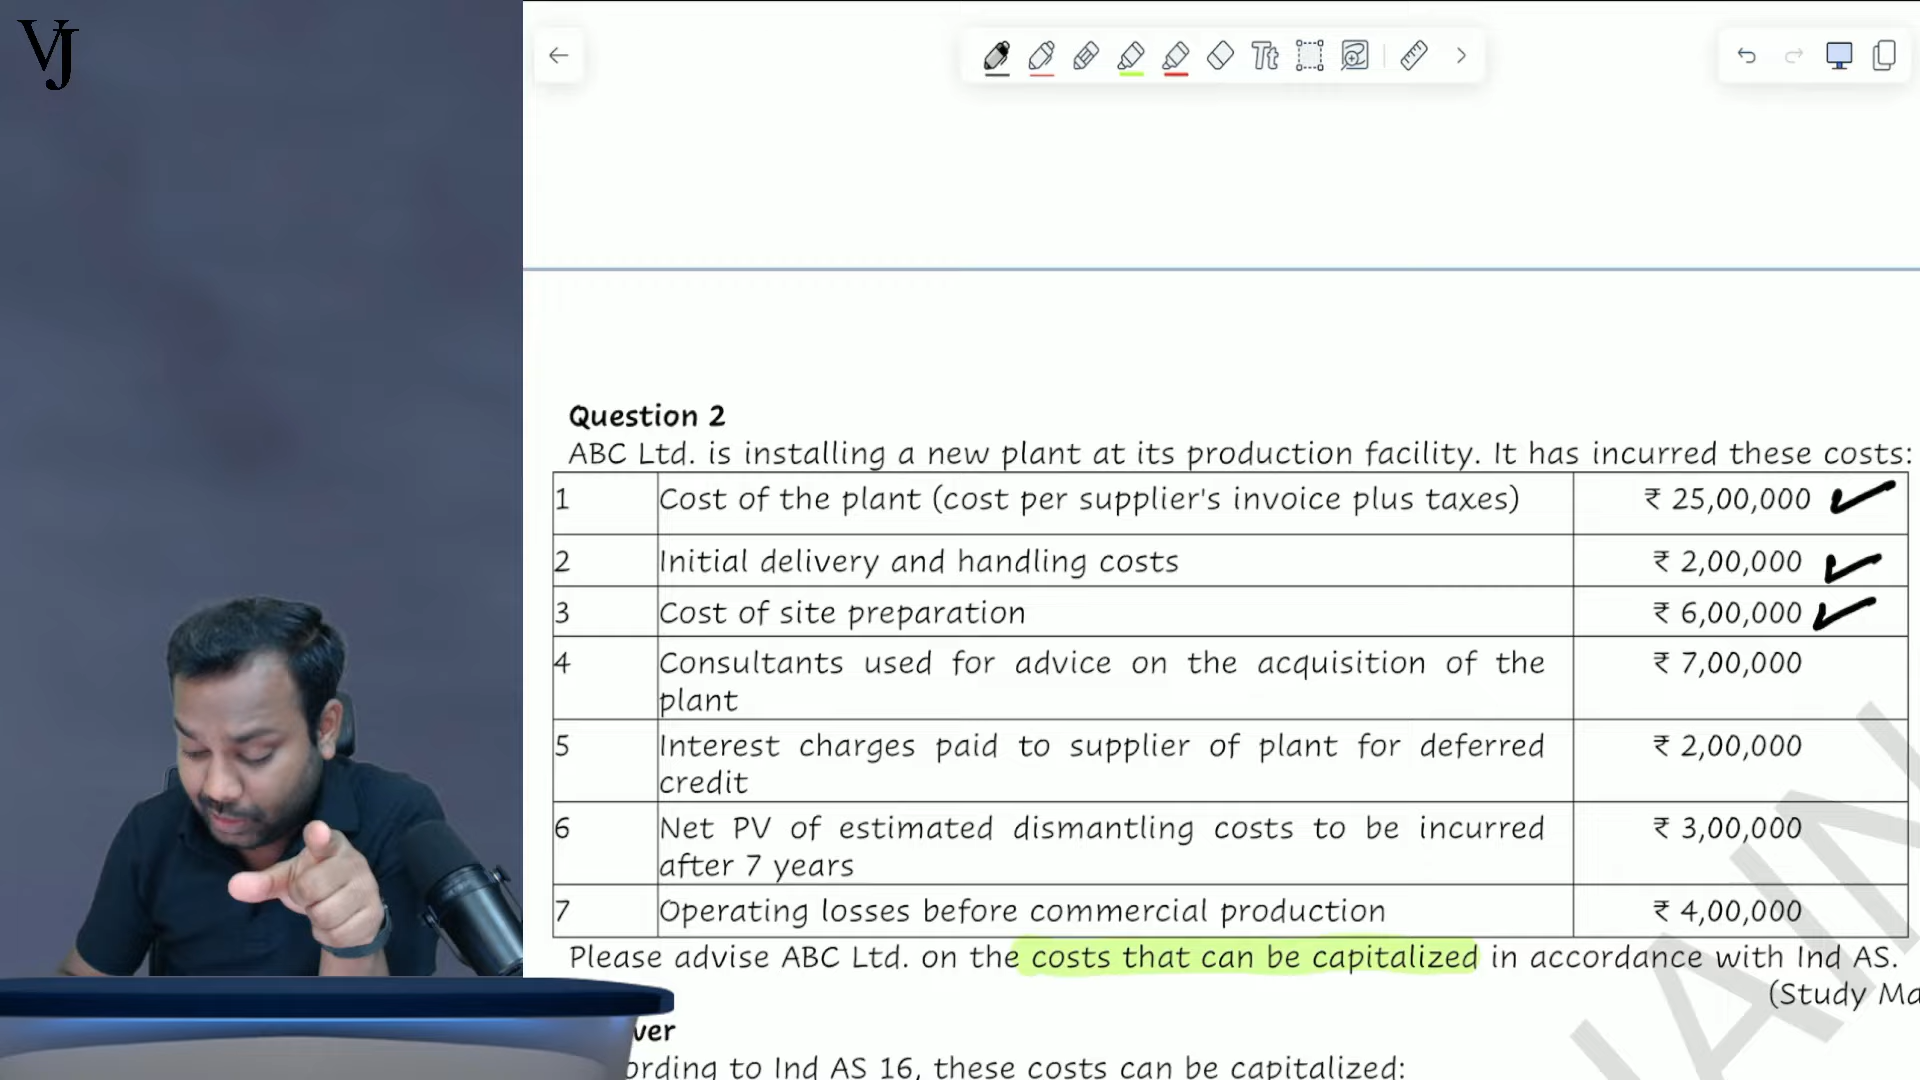 VJ
Tt
Question 2
ABC Ltd. is installing a new plant at its production facility. It has incurred these costs:
1 Cost of the plant (cost per supplier's invoice plus taxes) ₹ 25,00,000
2 Initial delivery and handling costs ₹ 2,00,000
3 Cost of site preparation ₹ 6,00,000
4 Consultants used for advice on the acquisition of the ₹ 7,00,000
plant
5 Interest charges paid to supplier of plant for deferred ₹ 2,00,000
credit
6 Net PV of estimated dismantling costs to be incurred ₹ 3,00,000
after 7 years
7 Operating losses before commercial production ₹ 4,00,000
Please advise ABC Ltd. on the costs that can be capitalized in accordance with Ind AS.
(Study Ma
ver
ording to Ind AS 16, these costs can be capitalized:
JAIN